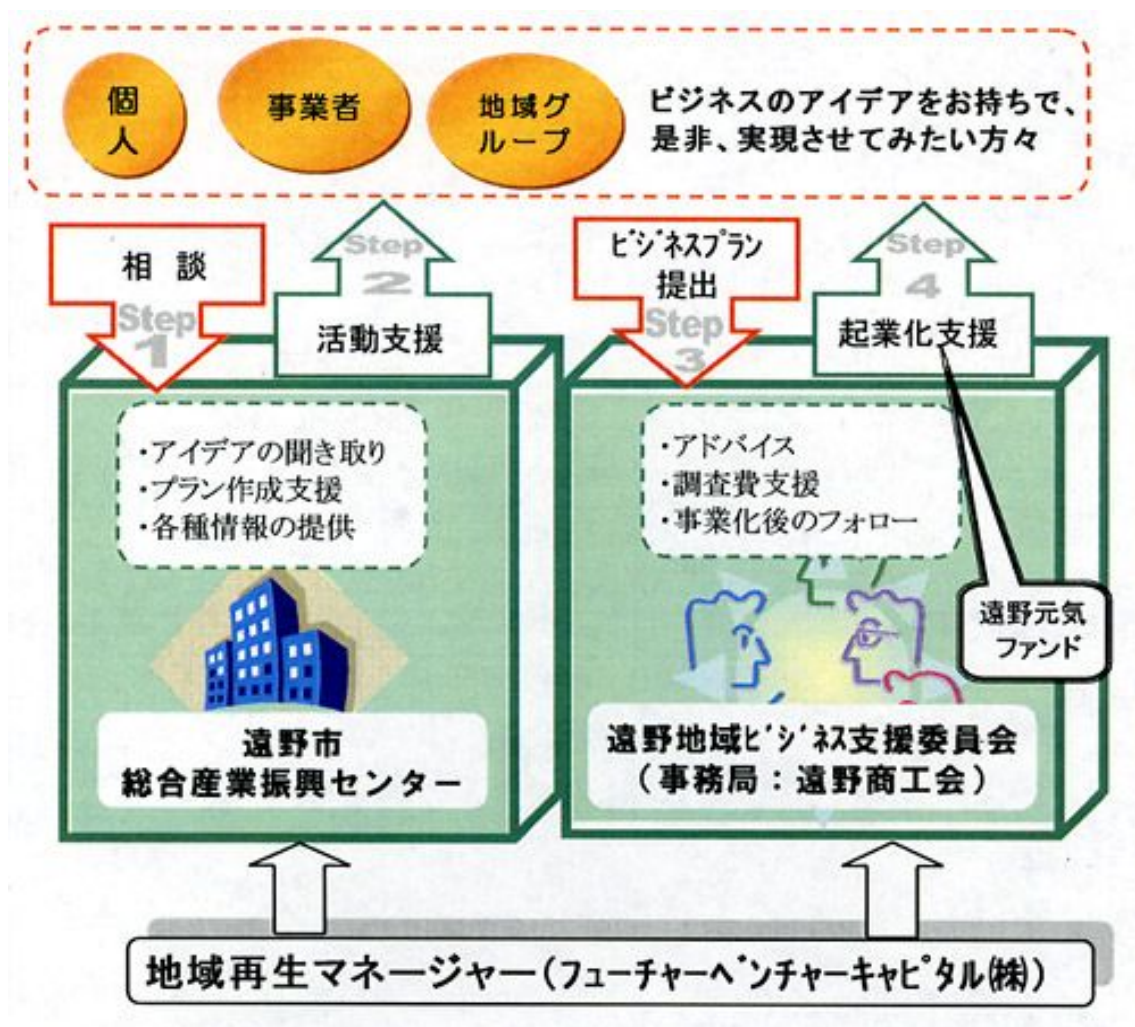 個
人
事業者
地域グ
ループ
ビジネスのアイデアをお持ちで、
是非、実現させてみたい方々
相 談
Step
1
Step
2
活動支援
ﾋﾞｼﾞﾈｽﾌﾟﾗﾝ
提出
Step
3
Step
4
起業化支援
・アイデアの聞き取り
・プラン作成支援
・各種情報の提供
・アドバイス
・調査費支援
・事業化後のフォロー
遠野元気
ファンド
遠野市
総合産業振興センター
遠野地域ﾋﾞｼﾞﾈｽ支援委員会
(事務局:遠野商工会)
地域再生マネージャー(フューチャーベンチャーキャピタル㈱)